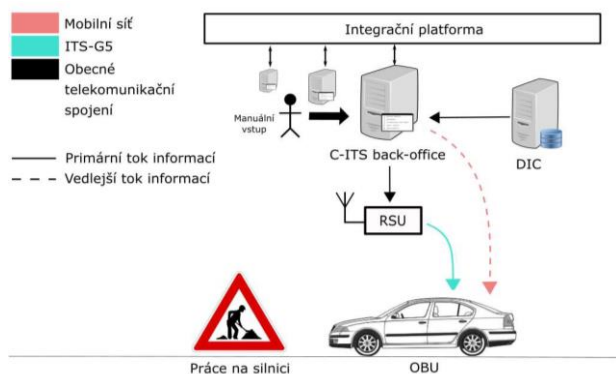 Mobilní síť
ITS-G5
Obecné
telekomunikační
spojení
Primární tok informací
Vedlejší tok informací
Integrační platforma
Manuální
vstup
C-ITS back-office
DIC
RSU
Práce na silnici
OBU